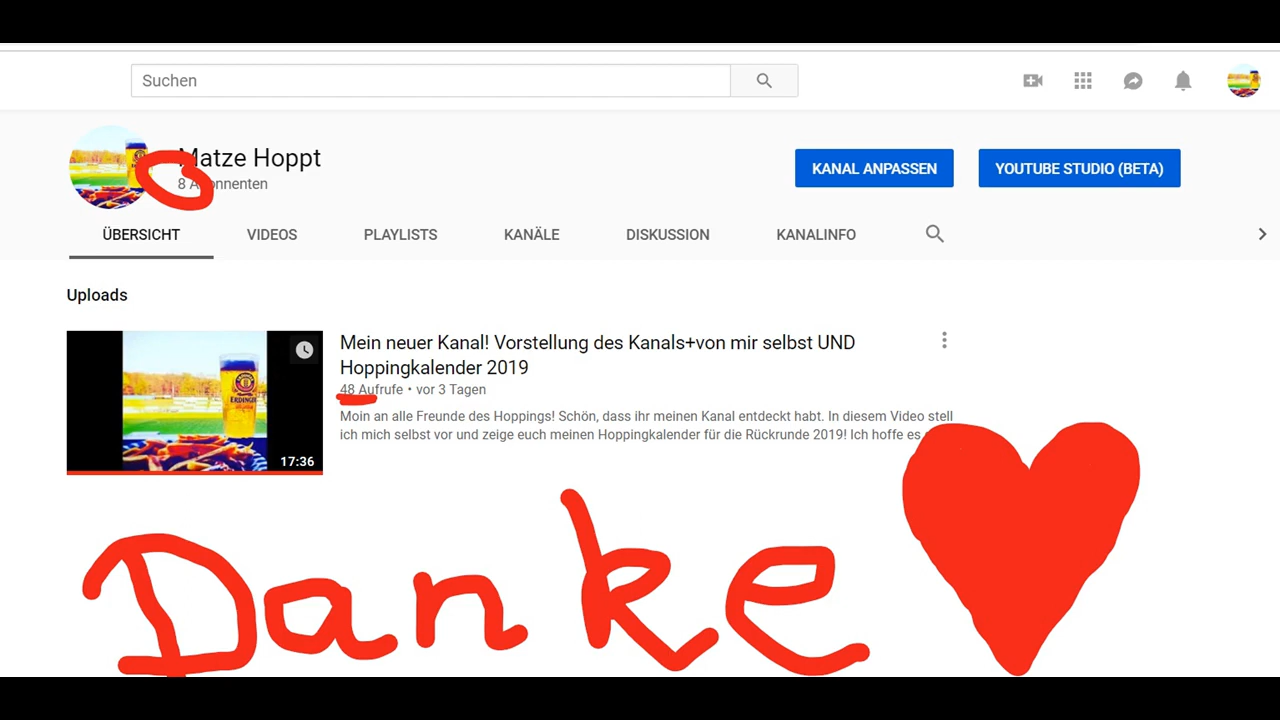 Suchen
Matze Hoppt
8 Abonnenten
KANAL ANPASSEN
YOUTUBE STUDIO (BETA)
ÜBERSICHT VIDEOS PLAYLISTS KANÄLE DISKUSSION KANALINFO
Uploads
Mein neuer Kanal! Vorstellung des Kanals+von mir selbst UND
Hoppingkalender 2019
48 Aufrufe • vor 3 Tagen
Moin an alle Freunde des Hoppings! Schön, dass ihr meinen Kanal entdeckt habt. In diesem Video stell
ich mich selbst vor und zeige euch meinen Hoppingkalender für die Rückrunde 2019! Ich hoffe es
ERDINGER
17:36
Danke